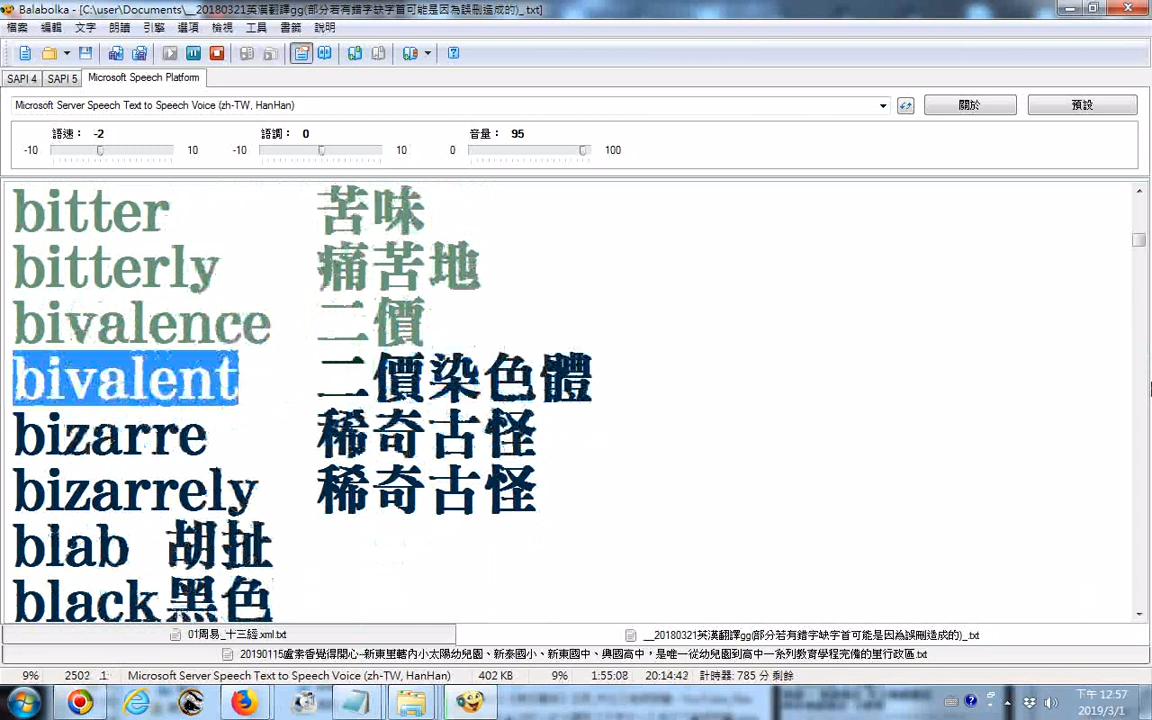 Balabolka - [C:\user\Documents\__20180321英漢翻譯gg(部分若有錯字缺字首可能是因為誤刪造成的)_.txt]
檔案 編輯 文字 朗讀 引擎 選項 檢視 工具 書籤 說明
SAPI 4 SAPI 5 Microsoft Speech Platform
Microsoft Server Speech Text to Speech Voice (zh-TW, HanHan) 關於 預設
語速： -2 語調： 0 音量： 95
-10 10 -10 10 0 100
bitter 苦味
bitterly 痛苦地
bivalence 二價
bivalent 二價染色體
bizarre 稀奇古怪
bizarrely 稀奇古怪
blab 胡扯
black 黑色
01周易_十三經.xml.txt __20180321英漢翻譯gg(部分若有錯字缺字首可能是因為誤刪造成的)_.txt
20190115盧素香覺得開心--新東里轄內小太陽幼兒園、新泰國小、新東國中、典國高中，是唯一從幼兒園到高中一系列教育學程完備的里行政區.txt
9% 2502 :1 Microsoft Server Speech Text to Speech Voice (zh-TW, HanHan) 402 KB 9% 1:55:08 20:14:42 計時器: 785 分 剩餘
下午 12:57
2019/3/1